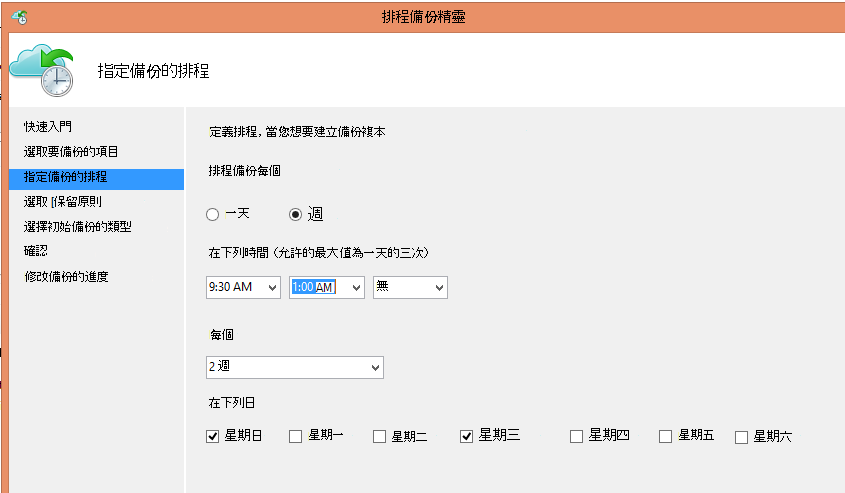 排程備份精靈
指定備份的排程
快速入門
選取要備份的項目
指定備份的排程
選取 [保留原則
選擇初始備份的類型
確認
修改備份的進度
定義排程, 當您想要建立備份複本
排程備份每個
一天 週
在下列時間 (允許的最大值為一天的三次)
9:30 AM 1:00 AM 無
每個
2 週
在下列日
星期日 星期一 星期二 星期三 星期四 星期五 星期六